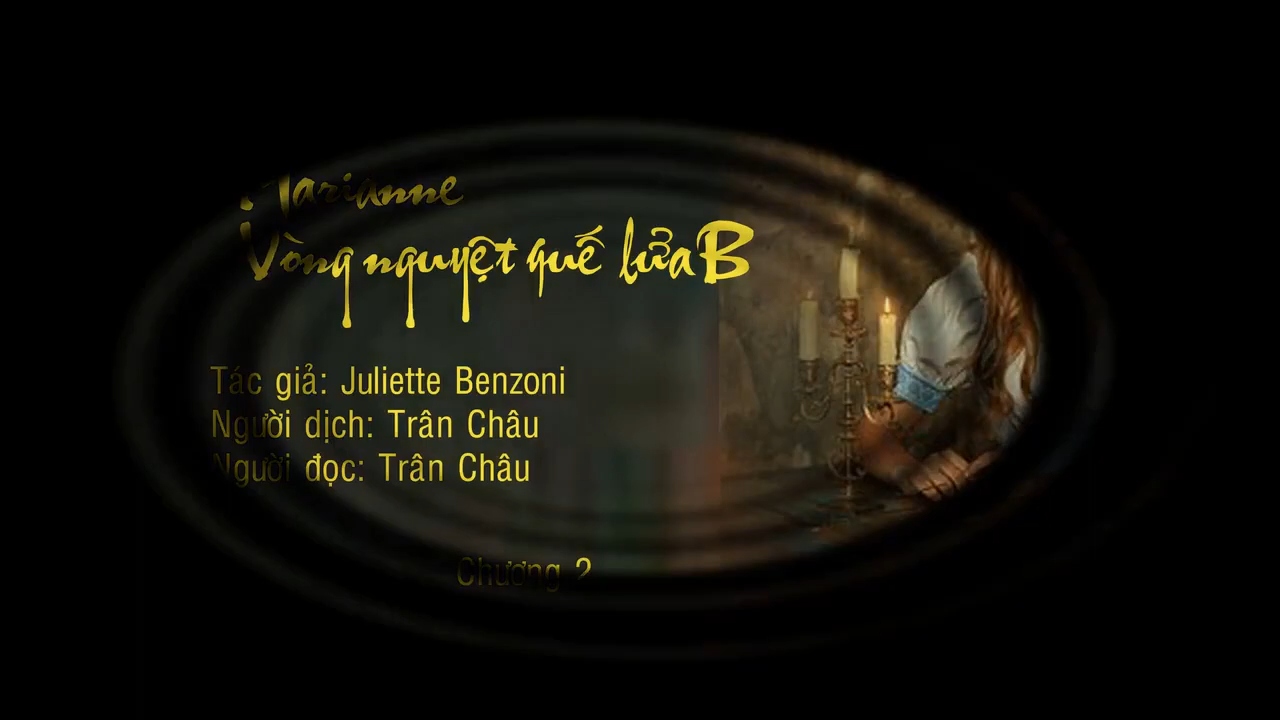 Marianne
Vòng nguyệt quế lửa B
Tác giả: Juliette Benzoni
Người dịch: Trân Châu
Người đọc: Trân Châu
Chương 2